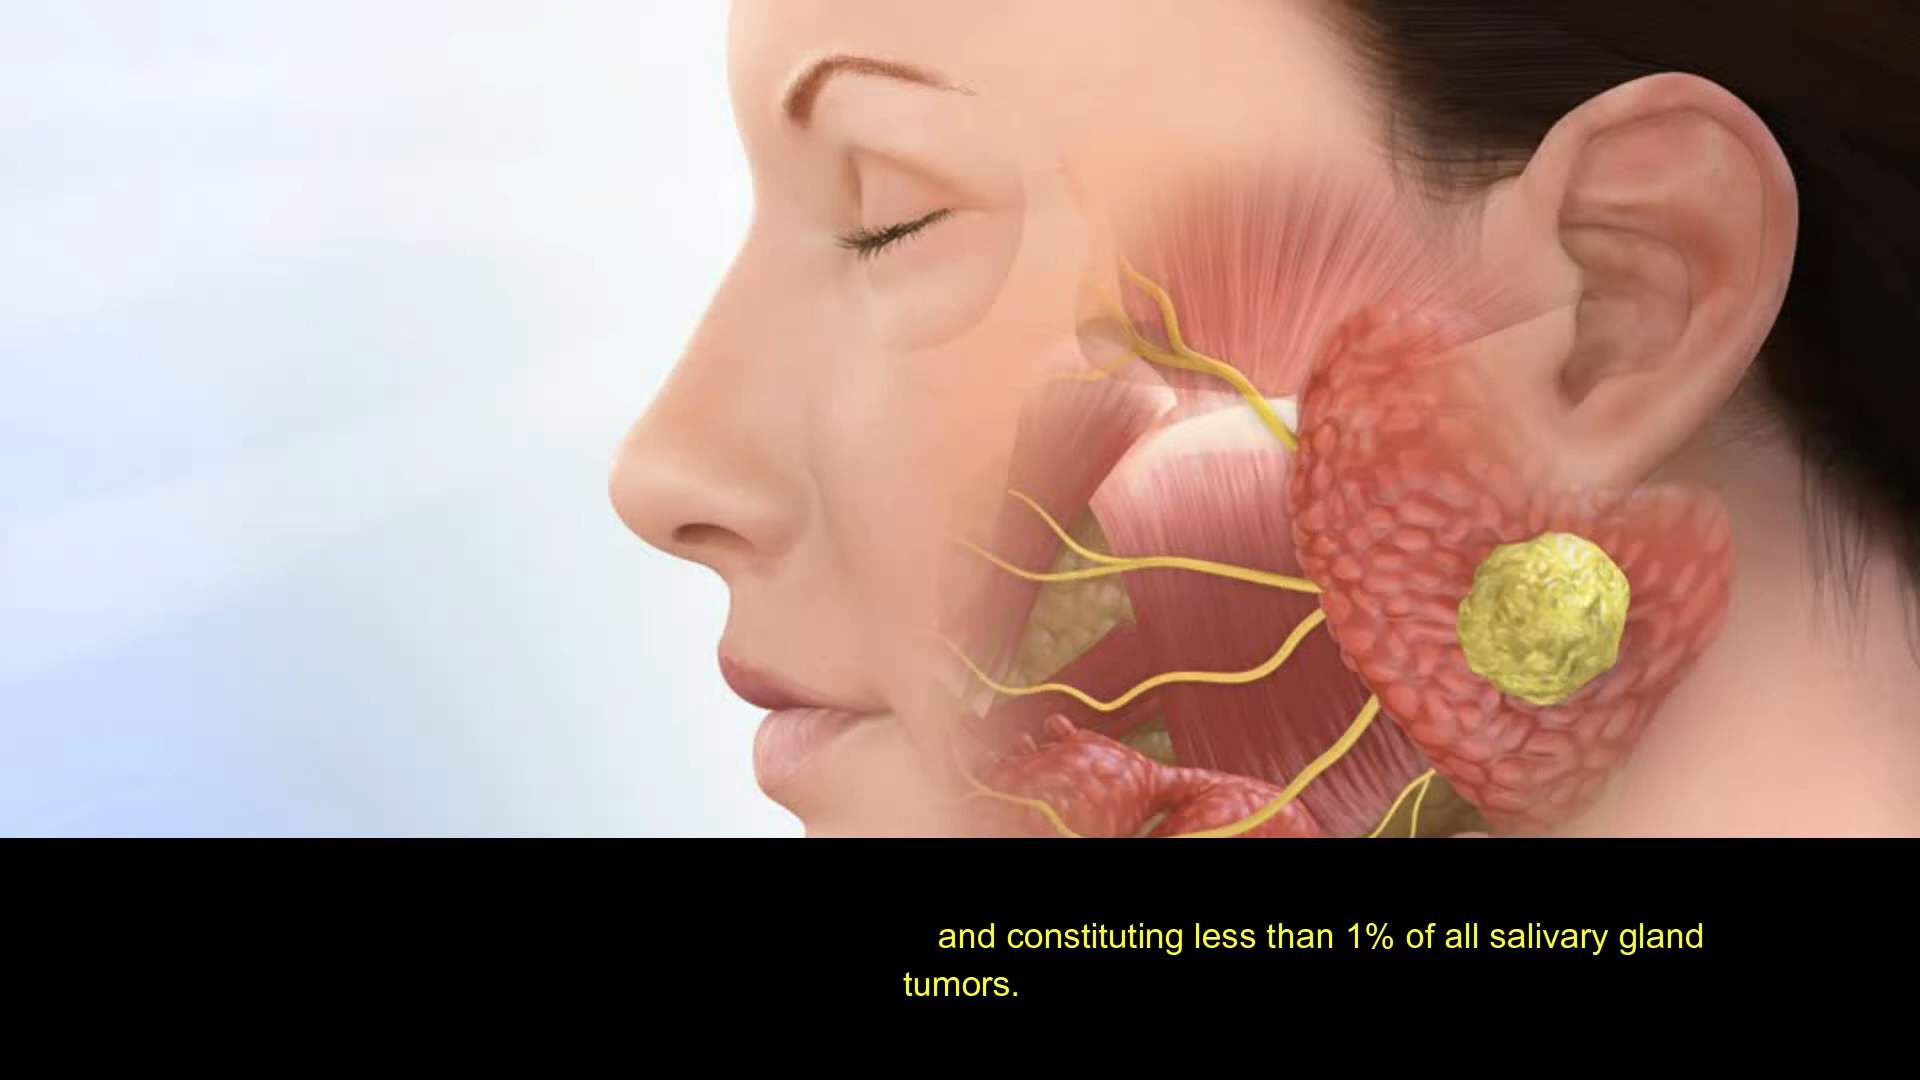 and constituting less than 1% of all salivary gland
tumors.